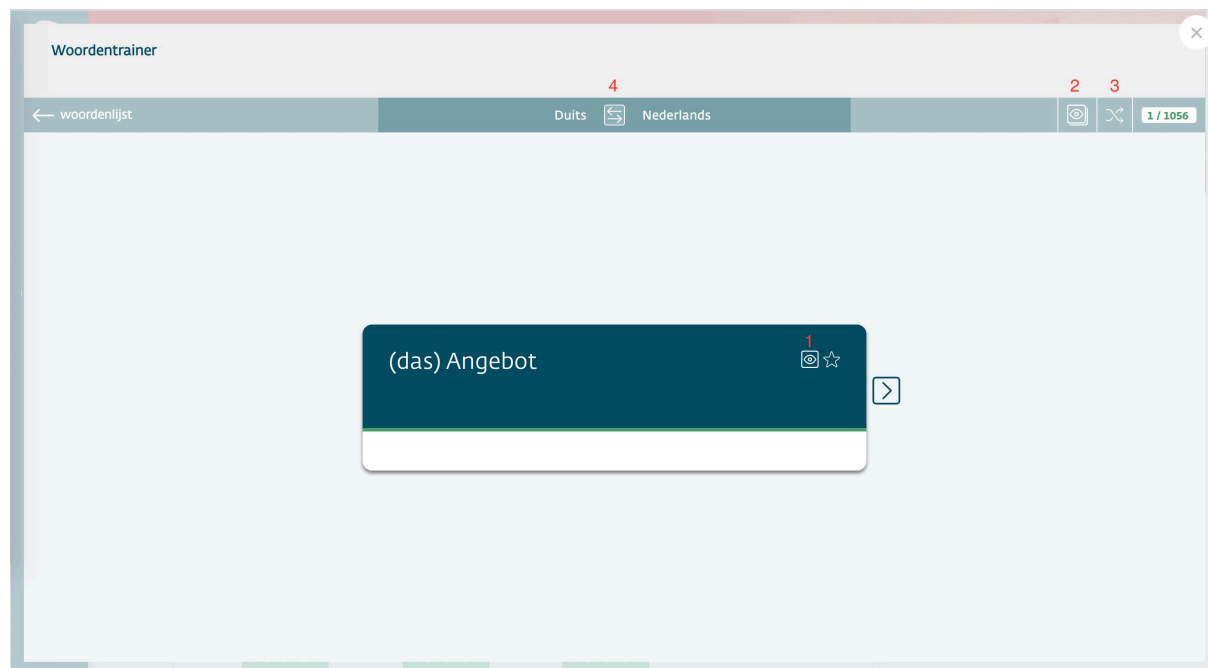 Woordentrainer
4
2 3
← woordenlijst
Duits Nederlands
1 / 1056
1
(das) Angebot